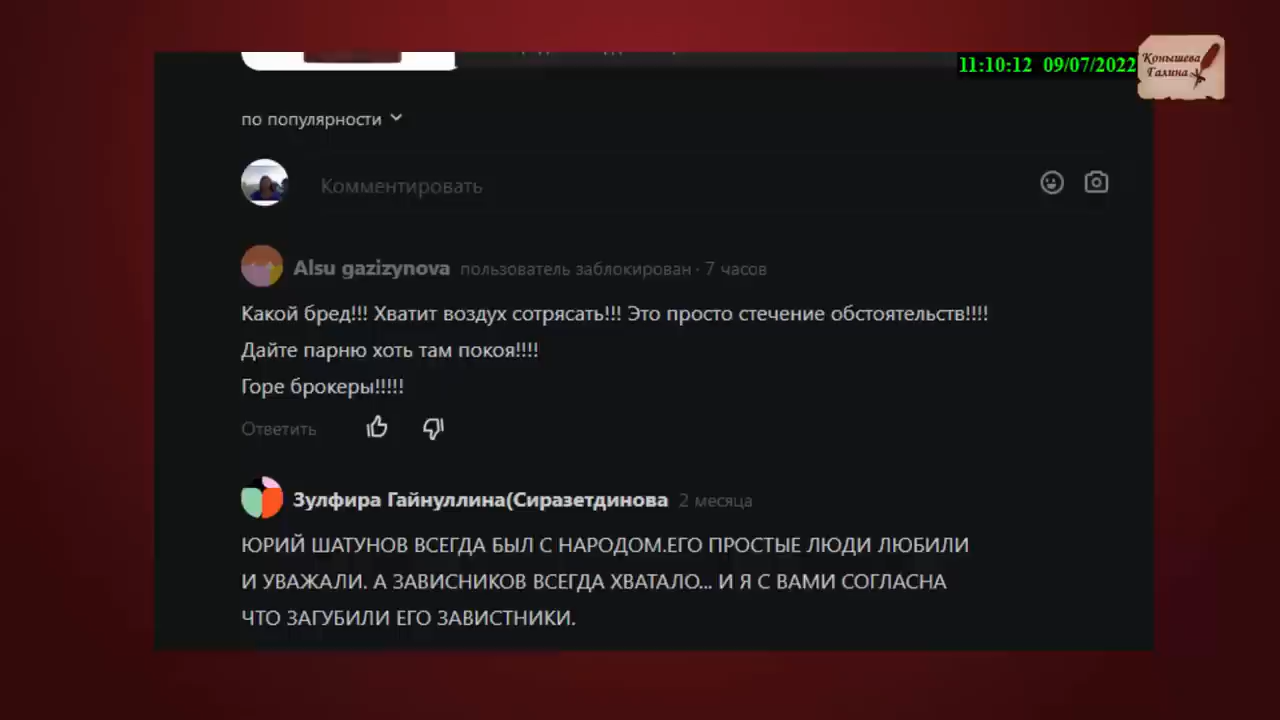 11:10:12 09/07/2022
Конышева
Галина
по популярности
Комментировать
Alsu gazizynova пользователь заблокирован · 7 часов
Какой бред!!! Хватит воздух сотрясать!!! Это просто стечение обстоятельств!!!!
Дайте парню хоть там покоя!!!!
Горе брокеры!!!!!
Ответить
Зулфира Гайнуллина(Сиразетдинова 2 месяца
ЮРИЙ ШАТУНОВ ВСЕГДА БЫЛ С НАРОДОМ.ЕГО ПРОСТЫЕ ЛЮДИ ЛЮБИЛИ
И УВАЖАЛИ. А ЗАВИСНИКОВ ВСЕГДА ХВАТАЛО... И Я С ВАМИ СОГЛАСНА
ЧТО ЗАГУБИЛИ ЕГО ЗАВИСТНИКИ.